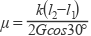 μ = k(l₂−l₁) / 2Gcos30°